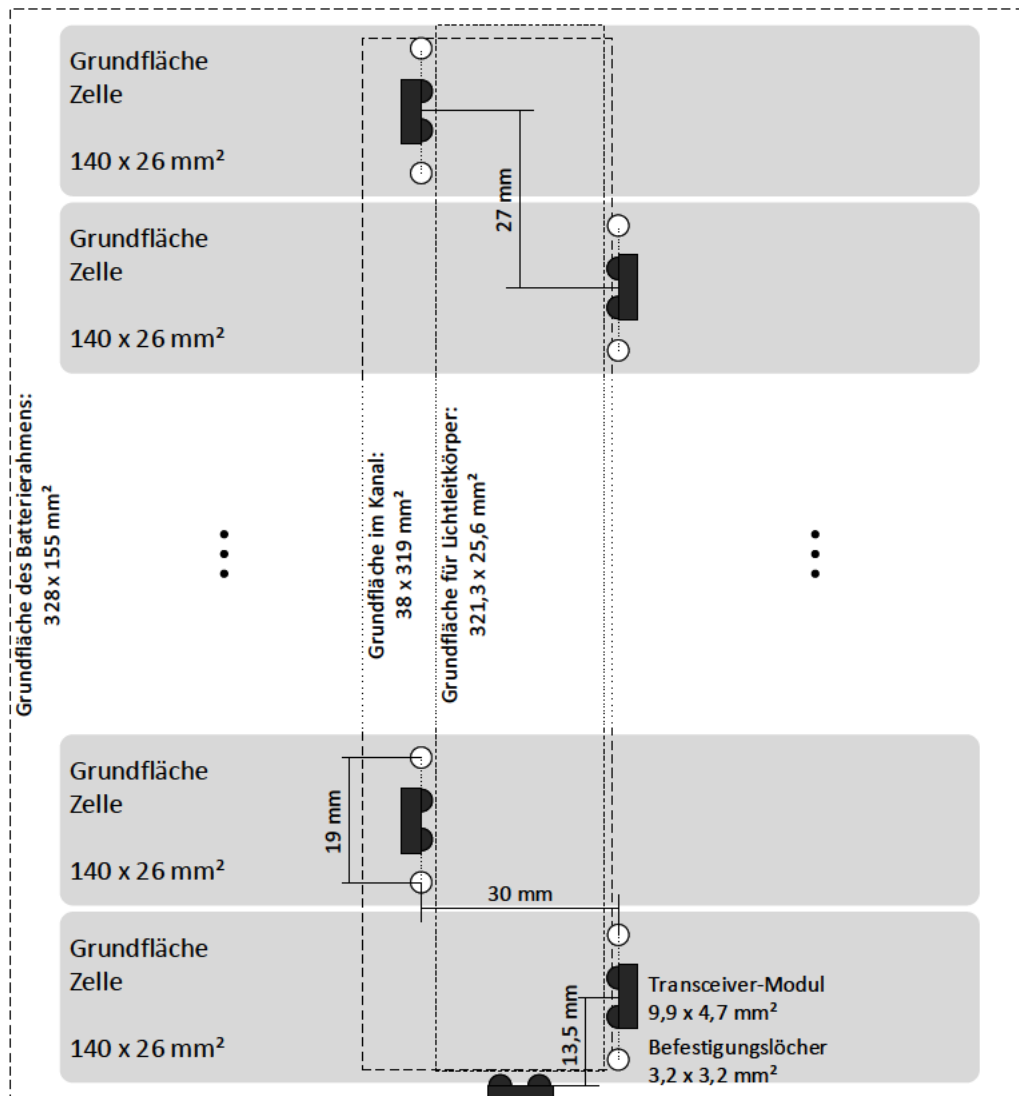 Grundfläche
Zelle
140 x 26 mm²
27 mm
Grundfläche
Zelle
140 x 26 mm²
Grundfläche des Batterierahmens:
328 x 155 mm²
Grundfläche im Kanal:
38 x 319 mm²
Grundfläche für Lichtleitkörper:
321,3 x 25,6 mm²
Grundfläche
Zelle
140 x 26 mm²
19 mm
30 mm
Grundfläche
Zelle
140 x 26 mm²
13,5 mm
Transceiver-Modul
9,9 x 4,7 mm²
Befestigungslöcher
3,2 x 3,2 mm²